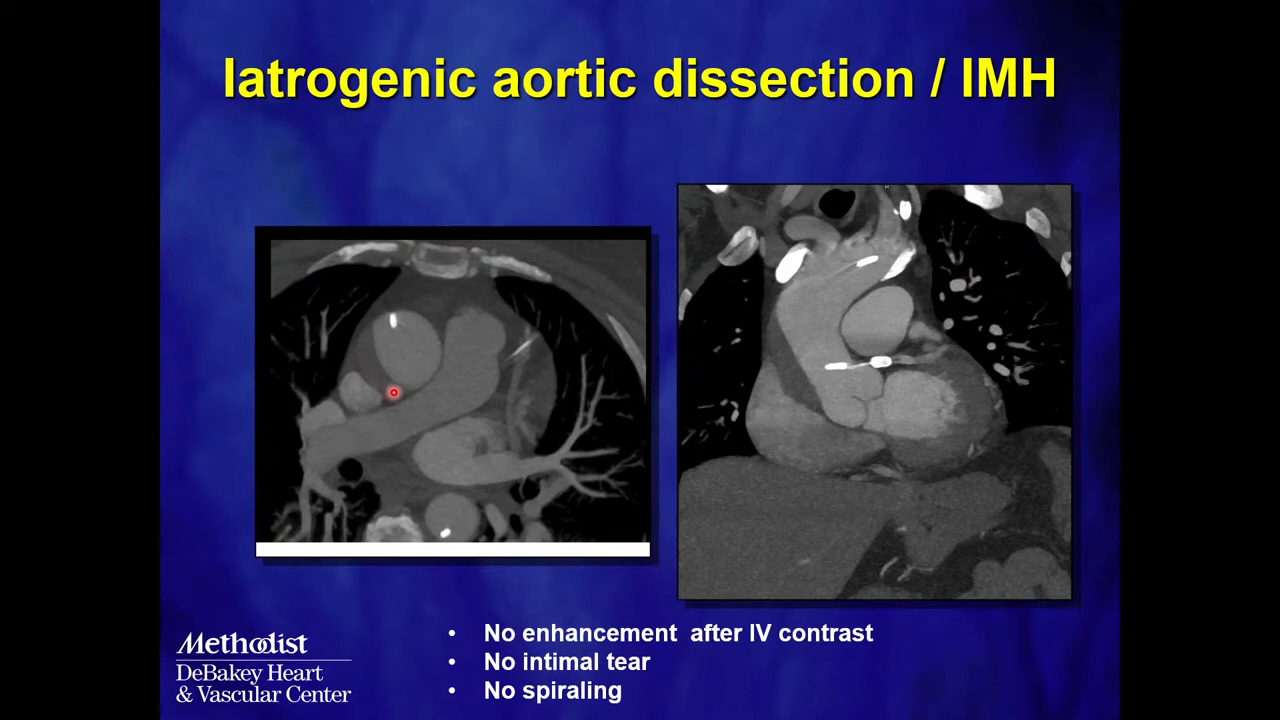 Iatrogenic aortic dissection / IMH
• No enhancement after IV contrast
• No intimal tear
• No spiraling
Methodist
DeBakey Heart
& Vascular Center